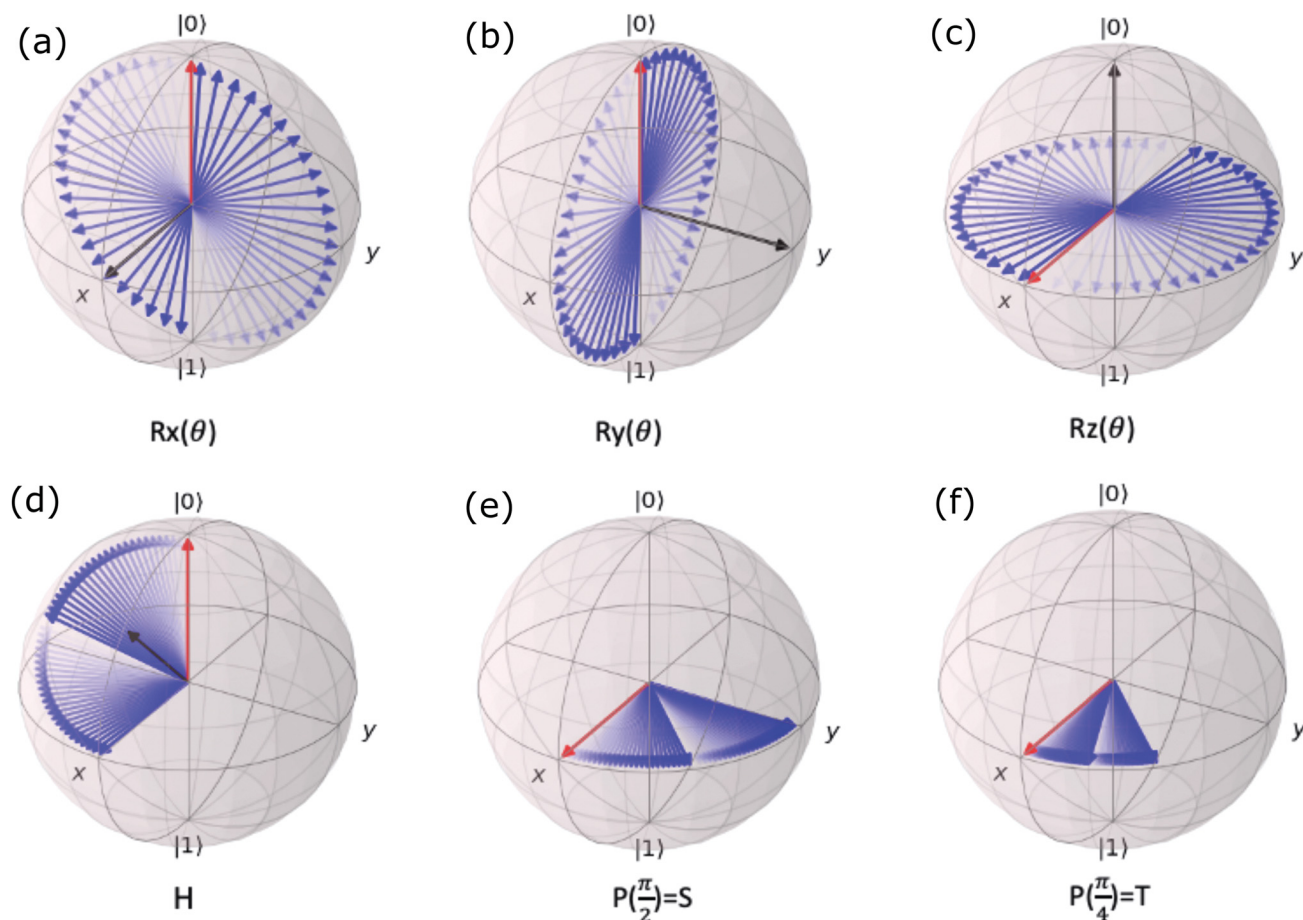 (a)
|0⟩
y
x
|1⟩
Rx(θ)
(b)
|0⟩
y
x
|1⟩
Ry(θ)
(c)
|0⟩
y
x
|1⟩
Rz(θ)
(d)
|0⟩
y
x
|1⟩
H
(e)
|0⟩
y
x
|1⟩
P(π/2)=S
(f)
|0⟩
y
x
|1⟩
P(π/4)=T